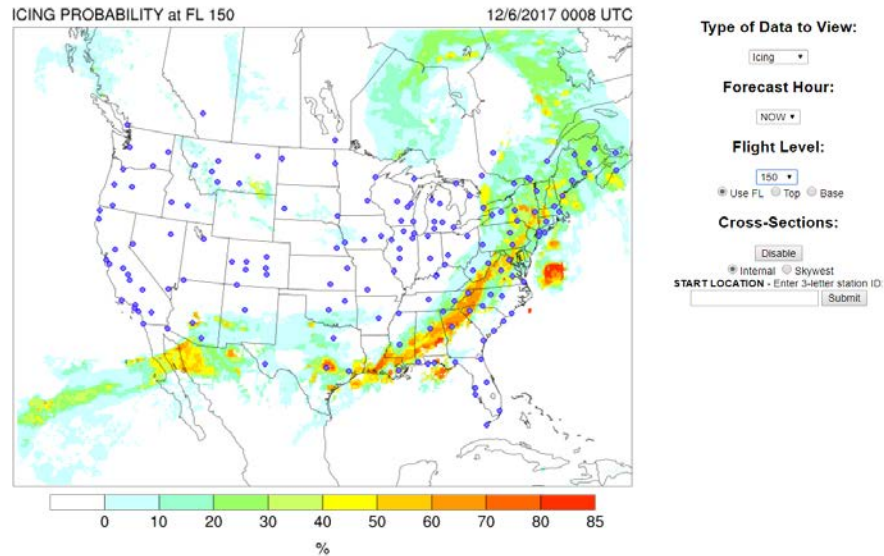 ICING PROBABILITY at FL 150
12/6/2017 0008 UTC
0 10 20 30 40 50 60 70 80 85
%
Type of Data to View:
Icing
Forecast Hour:
NOW
Flight Level:
150
Use FL Top Base
Cross-Sections:
Disable
Internal Skywest
START LOCATION - Enter 3-letter station ID:
Submit